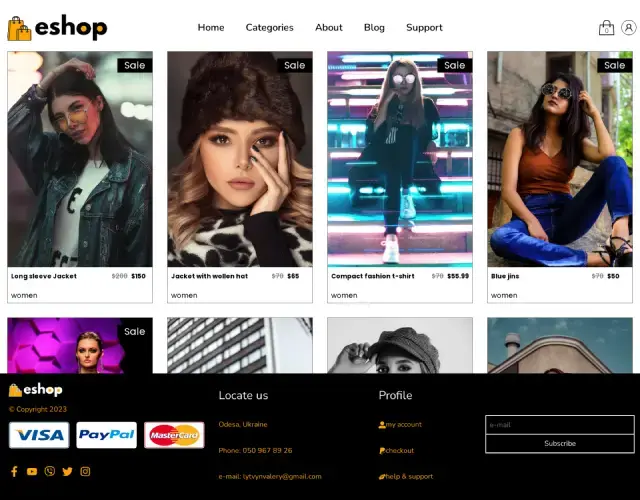 eshop
Home Categories About Blog Support
0
Sale Sale Sale Sale
Long sleeve Jacket $200 $150
women
Jacket with wollen hat $70 $65
women
Compact fashion t-shirt $70 $55.99
women
Blue jins $70 $50
women
Sale
eshop
© Copyright 2023
VISA PayPal MasterCard
Locate us
Odesa, Ukraine
Phone: 050 967 89 26
e-mail: lytvynvalery@gmail.com
Profile
my account
checkout
help & support
e-mail
Subscribe